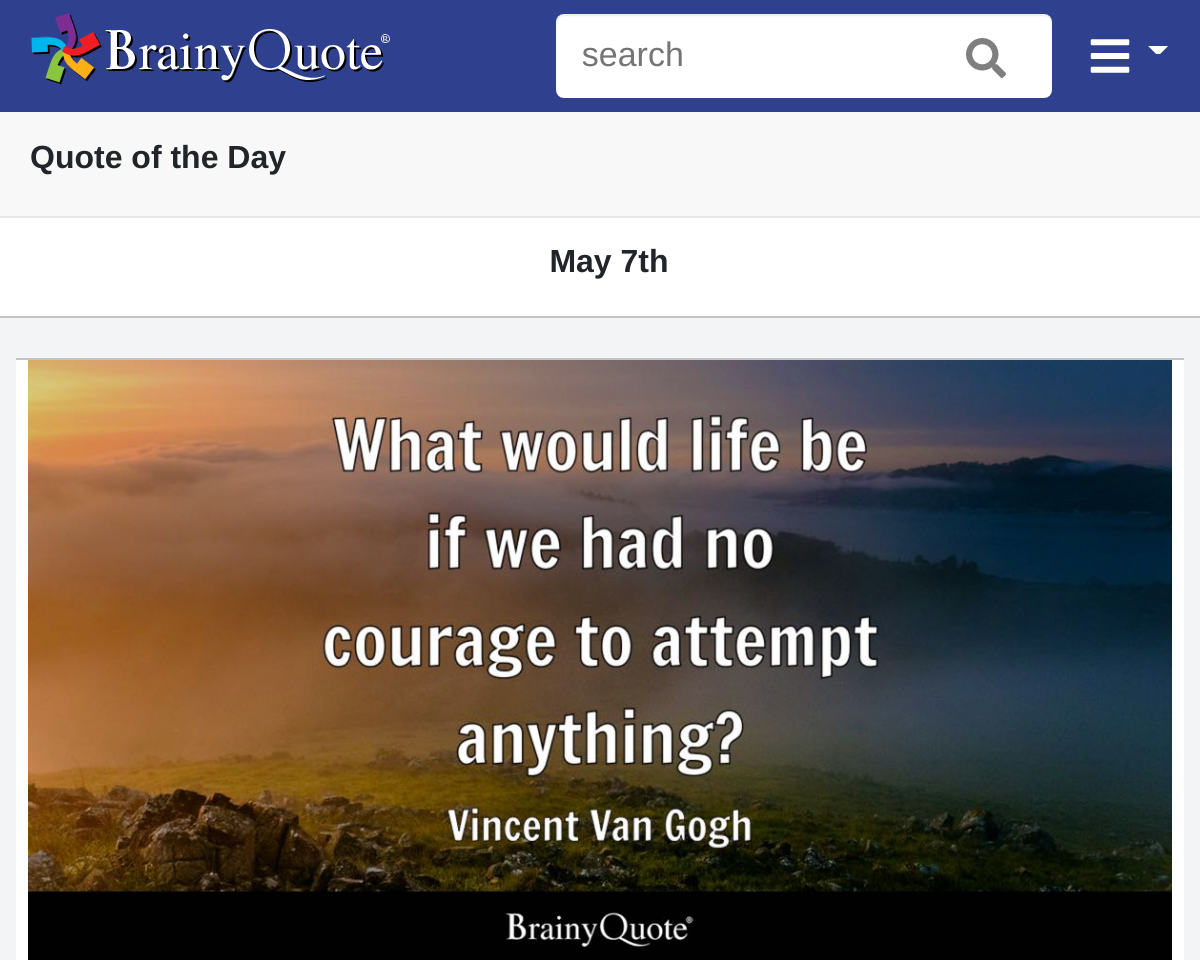 BrainyQuote®
search
Quote of the Day
May 7th
What would life be
if we had no
courage to attempt
anything?
Vincent Van Gogh
BrainyQuote®